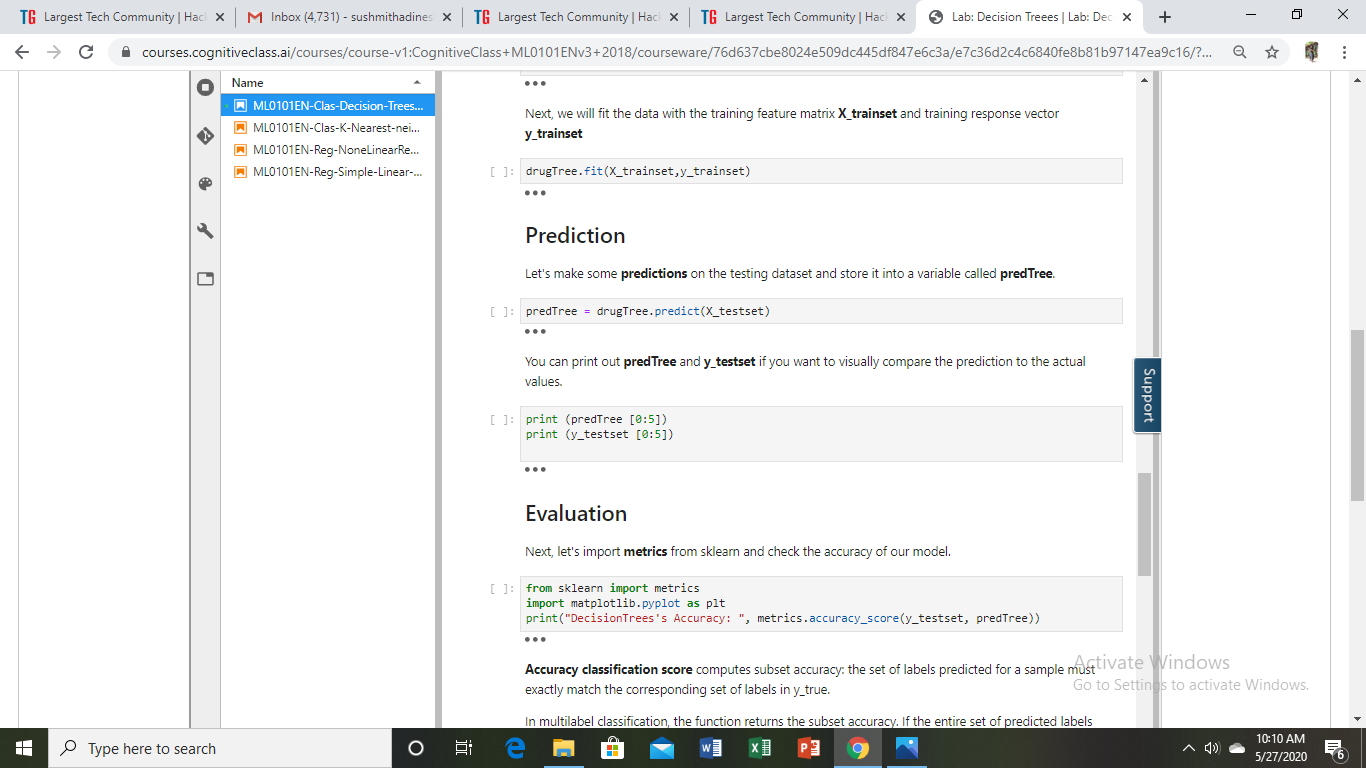 Largest Tech Community | Hac
Inbox (4,731) - sushmithadines
Largest Tech Community | Hac
Largest Tech Community | Hac
Lab: Decision Treees | Lab: Dec
courses.cognitiveclass.ai/courses/course-v1:CognitiveClass+ML0101ENv3+2018/courseware/76d637cbe8024e509dc445df847e6c3a/e7c36d2c4c6840fe8b81b97147ea9c16/?...
Name
ML0101EN-Clas-Decision-Trees...
ML0101EN-Clas-K-Nearest-nei...
ML0101EN-Reg-NoneLinearRe...
ML0101EN-Reg-Simple-Linear-...
Next, we will fit the data with the training feature matrix X_trainset and training response vector
y_trainset
[ ]: drugTree.fit(X_trainset,y_trainset)
Prediction
Let's make some predictions on the testing dataset and store it into a variable called predTree.
[ ]: predTree = drugTree.predict(X_testset)
You can print out predTree and y_testset if you want to visually compare the prediction to the actual
values.
[ ]: print (predTree [0:5])
print (y_testset [0:5])
Support
Evaluation
Next, let's import metrics from sklearn and check the accuracy of our model.
[ ]: from sklearn import metrics
import matplotlib.pyplot as plt
print("DecisionTrees's Accuracy: ", metrics.accuracy_score(y_testset, predTree))
Accuracy classification score computes subset accuracy: the set of labels predicted for a sample must
exactly match the corresponding set of labels in y_true.
In multilabel classification, the function returns the subset accuracy. If the entire set of predicted labels
Activate Windows
Go to Settings to activate Windows.
Type here to search
10:10 AM
5/27/2020
6